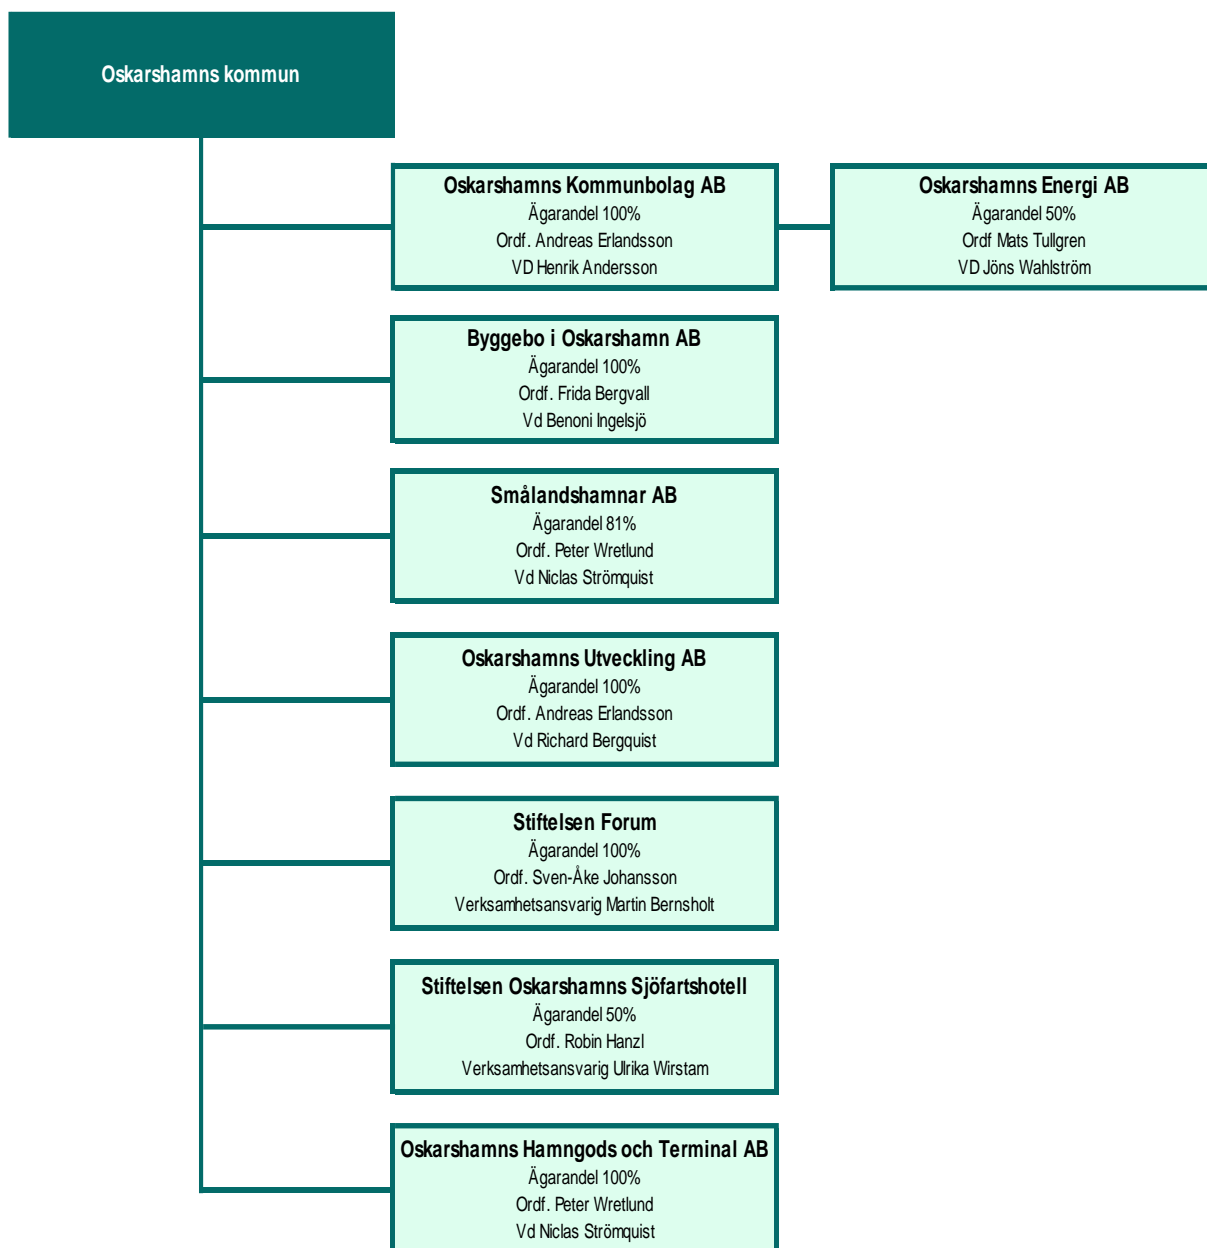 Oskarshamns kommun
Oskarshamns Kommunbolag AB
Ägarandel 100%
Ordf. Andreas Erlandsson
VD Henrik Andersson
Oskarshamns Energi AB
Ägarandel 50%
Ordf Mats Tullgren
VD Jöns Wahlström
Byggebo i Oskarshamn AB
Ägarandel 100%
Ordf. Frida Bergvall
Vd Benoni Ingelsjö
Smålandshamnar AB
Ägarandel 81%
Ordf. Peter Wretlund
Vd Niclas Strömquist
Oskarshamns Utveckling AB
Ägarandel 100%
Ordf. Andreas Erlandsson
Vd Richard Bergquist
Stiftelsen Forum
Ägarandel 100%
Ordf. Sven-Åke Johansson
Verksamhetsansvarig Martin Bernsholt
Stiftelsen Oskarshamns Sjöfartshotell
Ägarandel 50%
Ordf. Robin Hanzl
Verksamhetsansvarig Ulrika Wirstam
Oskarshamns Hamngods och Terminal AB
Ägarandel 100%
Ordf. Peter Wretlund
Vd Niclas Strömquist